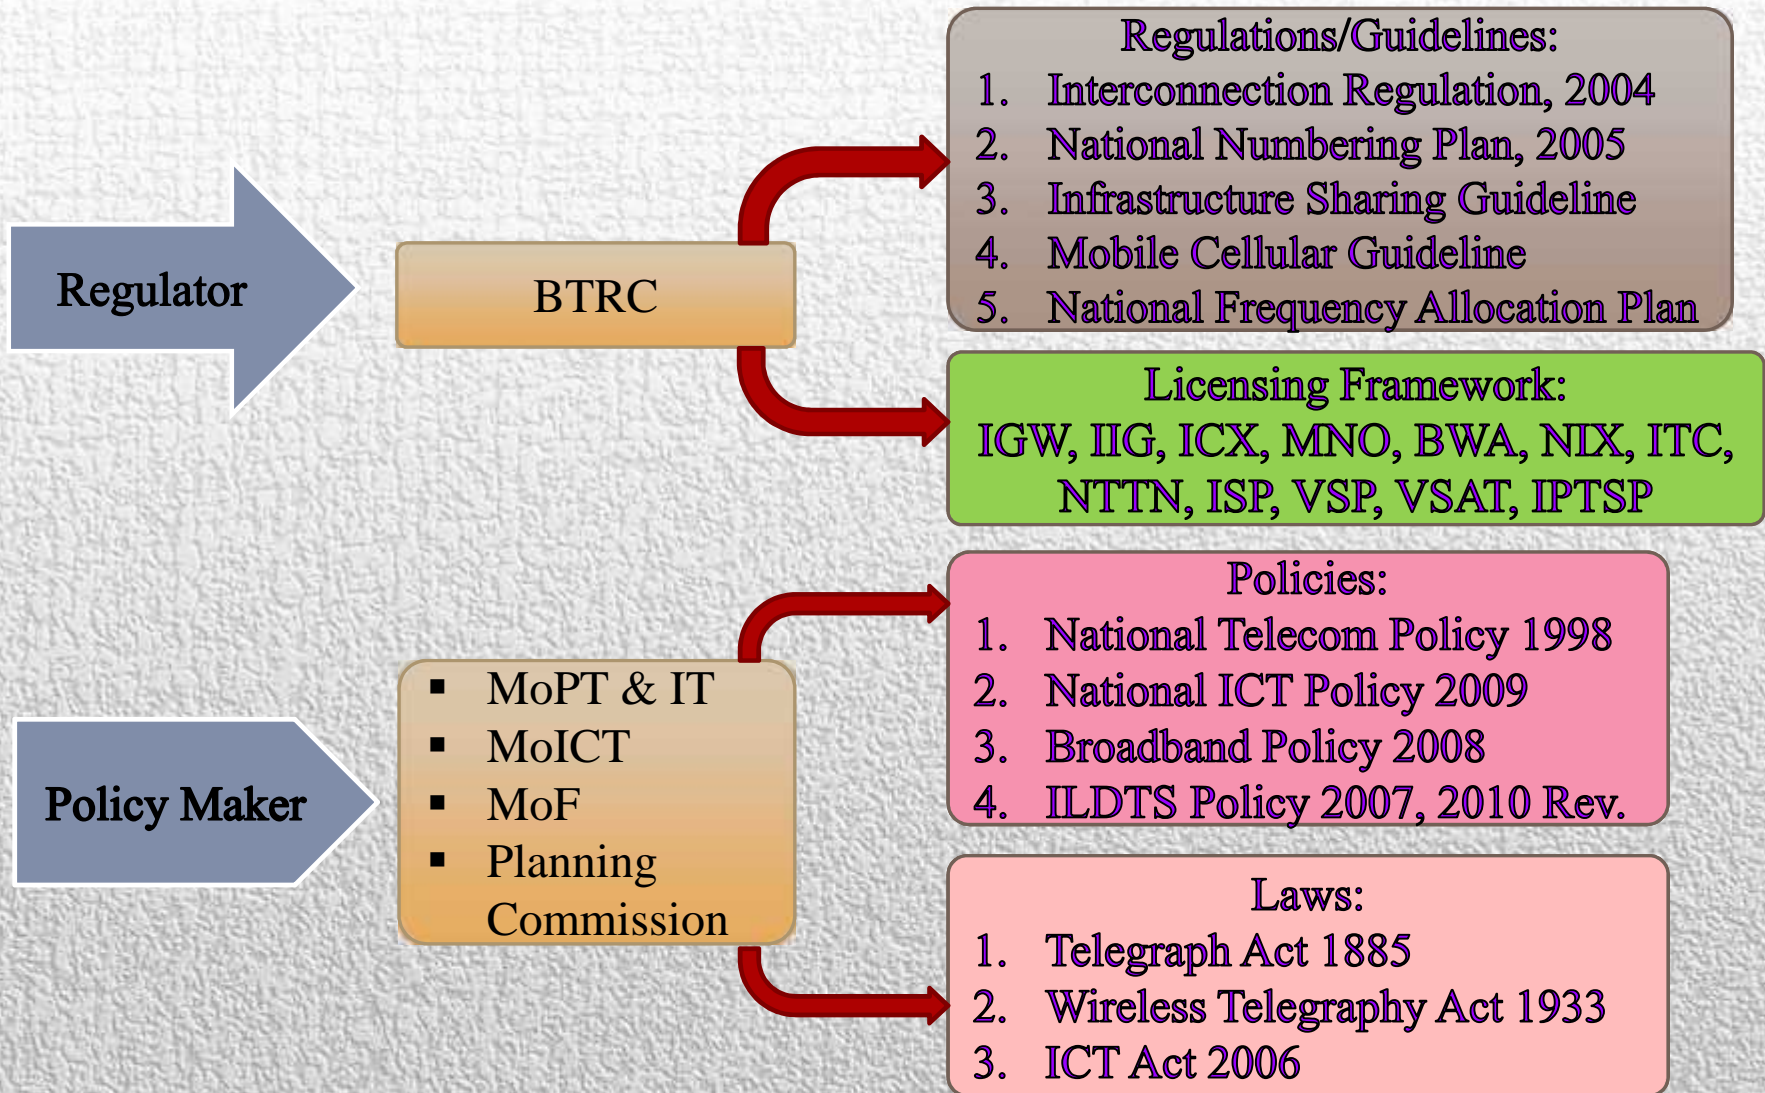 Regulator
BTRC
Regulations/Guidelines:
1. Interconnection Regulation, 2004
2. National Numbering Plan, 2005
3. Infrastructure Sharing Guideline
4. Mobile Cellular Guideline
5. National Frequency Allocation Plan
Licensing Framework:
IGW, IIG, ICX, MNO, BWA, NIX, ITC,
NTTN, ISP, VSP, VSAT, IPTSP
Policy Maker
▪ MoPT & IT
▪ MoICT
▪ MoF
▪ Planning
Commission
Policies:
1. National Telecom Policy 1998
2. National ICT Policy 2009
3. Broadband Policy 2008
4. ILDTS Policy 2007, 2010 Rev.
Laws:
1. Telegraph Act 1885
2. Wireless Telegraphy Act 1933
3. ICT Act 2006